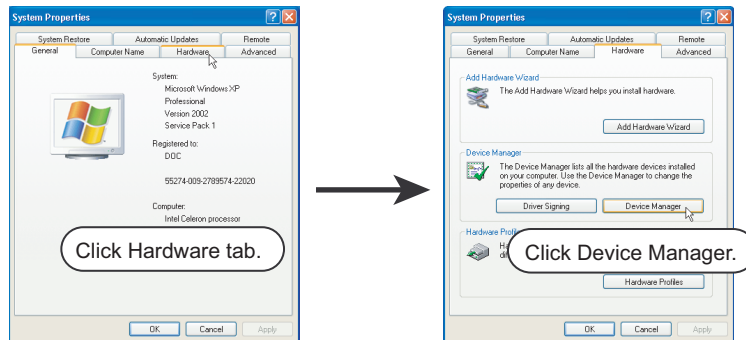 System Properties
System Restore Automatic Updates Remote
General Computer Name Hardware Advanced
System:
Microsoft Windows XP
Professional
Version 2002
Service Pack 1
Registered to:
DOC
55274-009-2789574-22020
Computer:
Intel Celeron processor
Click Hardware tab.
OK Cancel Apply
System Properties
System Restore Automatic Updates Remote
General Computer Name Hardware Advanced
Add Hardware Wizard
The Add Hardware Wizard helps you install hardware.
Add Hardware Wizard
Device Manager
The Device Manager lists all the hardware devices installed
on your computer. Use the Device Manager to change the
properties of any device.
Driver Signing Device Manager
Hardware
Click Device Manager.
Hardware Profiles
OK Cancel Apply